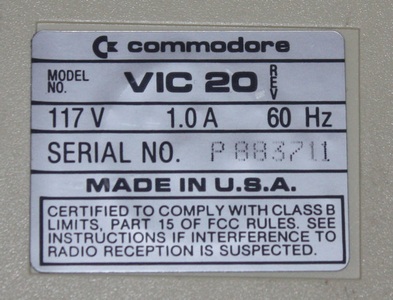 commodore
MODEL NO. VIC 20 REV
117 V 1.0 A 60 Hz
SERIAL NO. P 883711
MADE IN U.S.A.
CERTIFIED TO COMPLY WITH CLASS B
LIMITS, PART 15 OF FCC RULES. SEE
INSTRUCTIONS IF INTERFERENCE TO
RADIO RECEPTION IS SUSPECTED.